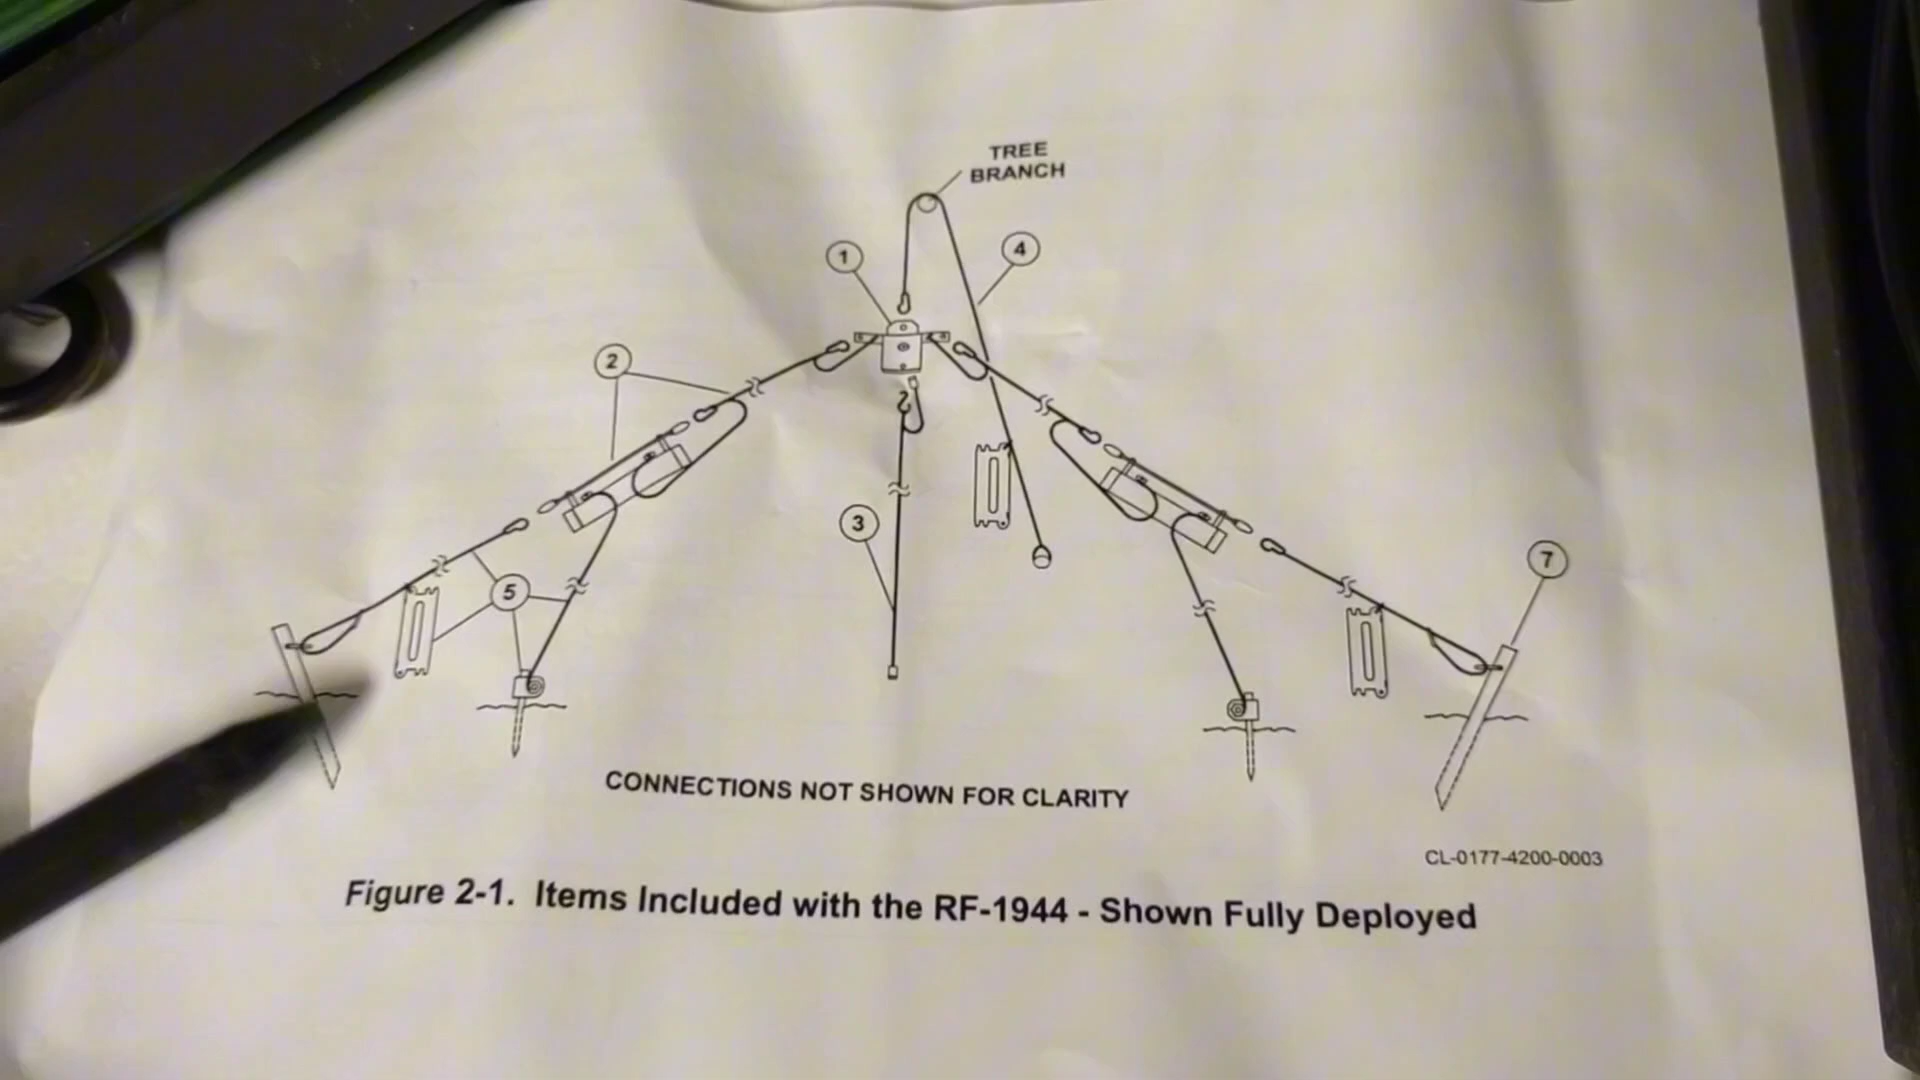 TREE
BRANCH
1
4
2
3
7
5
CONNECTIONS NOT SHOWN FOR CLARITY
CL-0177-4200-0003
Figure 2-1. Items Included with the RF-1944 - Shown Fully Deployed